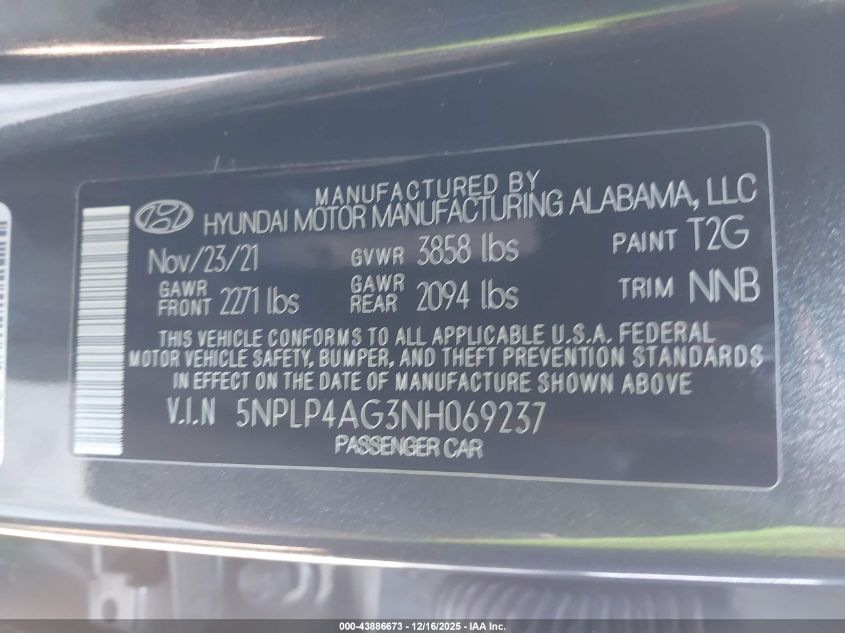 MANUFACTURED BY
HYUNDAI MOTOR MANUFACTURING ALABAMA, LLC
Nov/23/21 GVWR 3858 lbs PAINT T2G
GAWR FRONT 2271 lbs GAWR REAR 2094 lbs TRIM NNB
THIS VEHICLE CONFORMS TO ALL APPLICABLE U.S.A. FEDERAL
MOTOR VEHICLE SAFETY, BUMPER, AND THEFT PREVENTION STANDARDS
IN EFFECT ON THE DATE OF MANUFACTURE SHOWN ABOVE
V.I.N 5NPLP4AG3NH069237
PASSENGER CAR
000-43886673 - 12/16/2025 - IAA Inc.